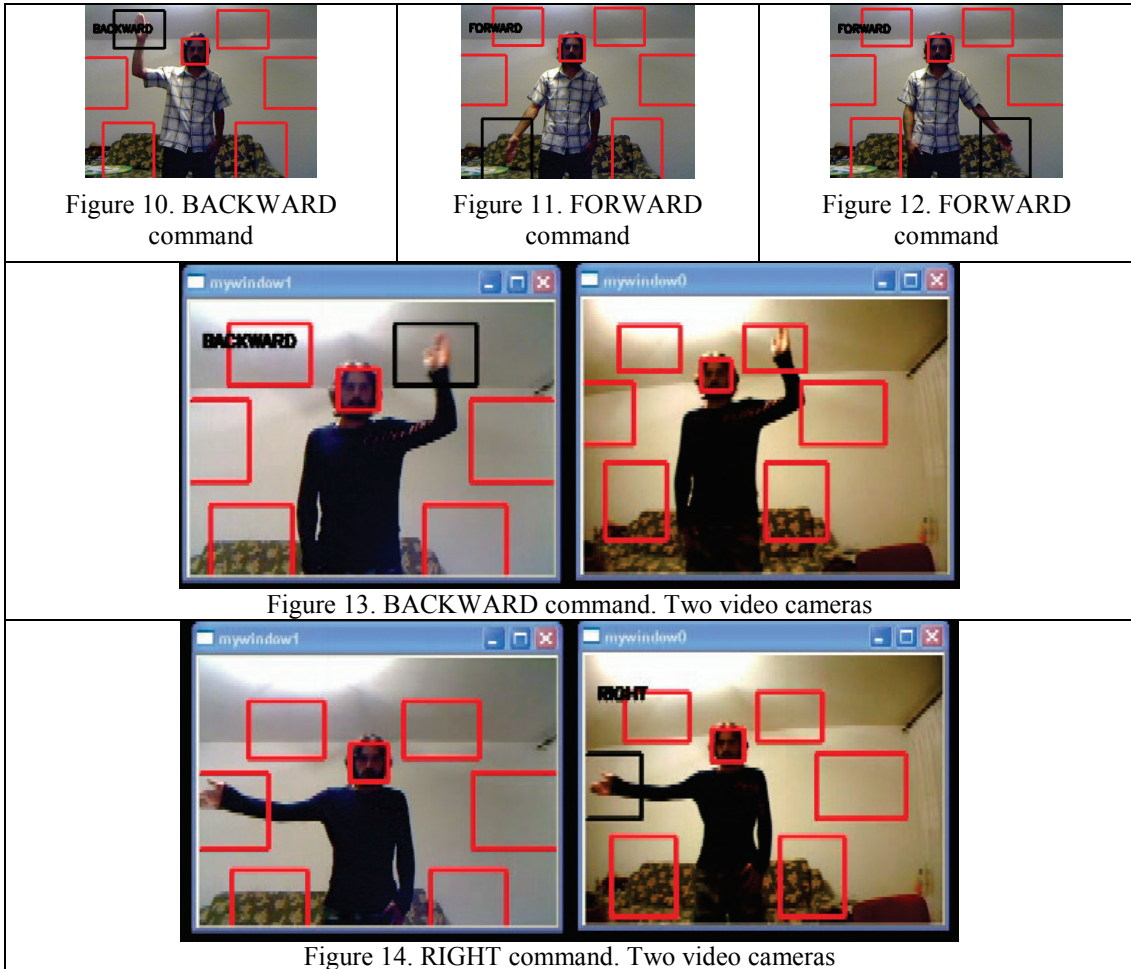 BACKWARD
FORWARD
FORWARD
Figure 10. BACKWARD
command
Figure 11. FORWARD
command
Figure 12. FORWARD
command
mywindow1
mywindow0
BACKWARD
Figure 13. BACKWARD command. Two video cameras
mywindow1
mywindow0
RIGHT
Figure 14. RIGHT command. Two video cameras